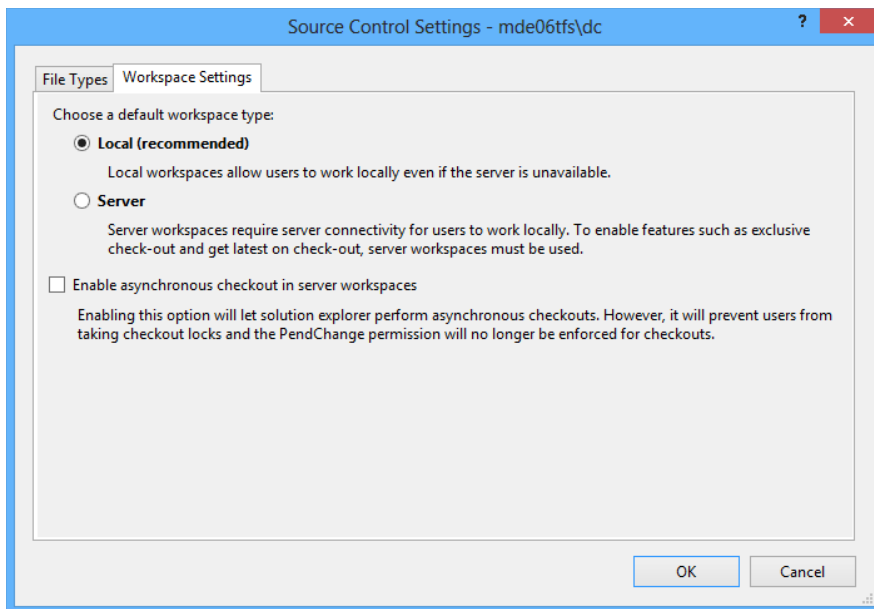 Source Control Settings - mde06tfs\dc
?
File Types
Workspace Settings
Choose a default workspace type:
Local (recommended)
Local workspaces allow users to work locally even if the server is unavailable.
Server
Server workspaces require server connectivity for users to work locally. To enable features such as exclusive
check-out and get latest on check-out, server workspaces must be used.
Enable asynchronous checkout in server workspaces
Enabling this option will let solution explorer perform asynchronous checkouts. However, it will prevent users from
taking checkout locks and the PendChange permission will no longer be enforced for checkouts.
OK
Cancel